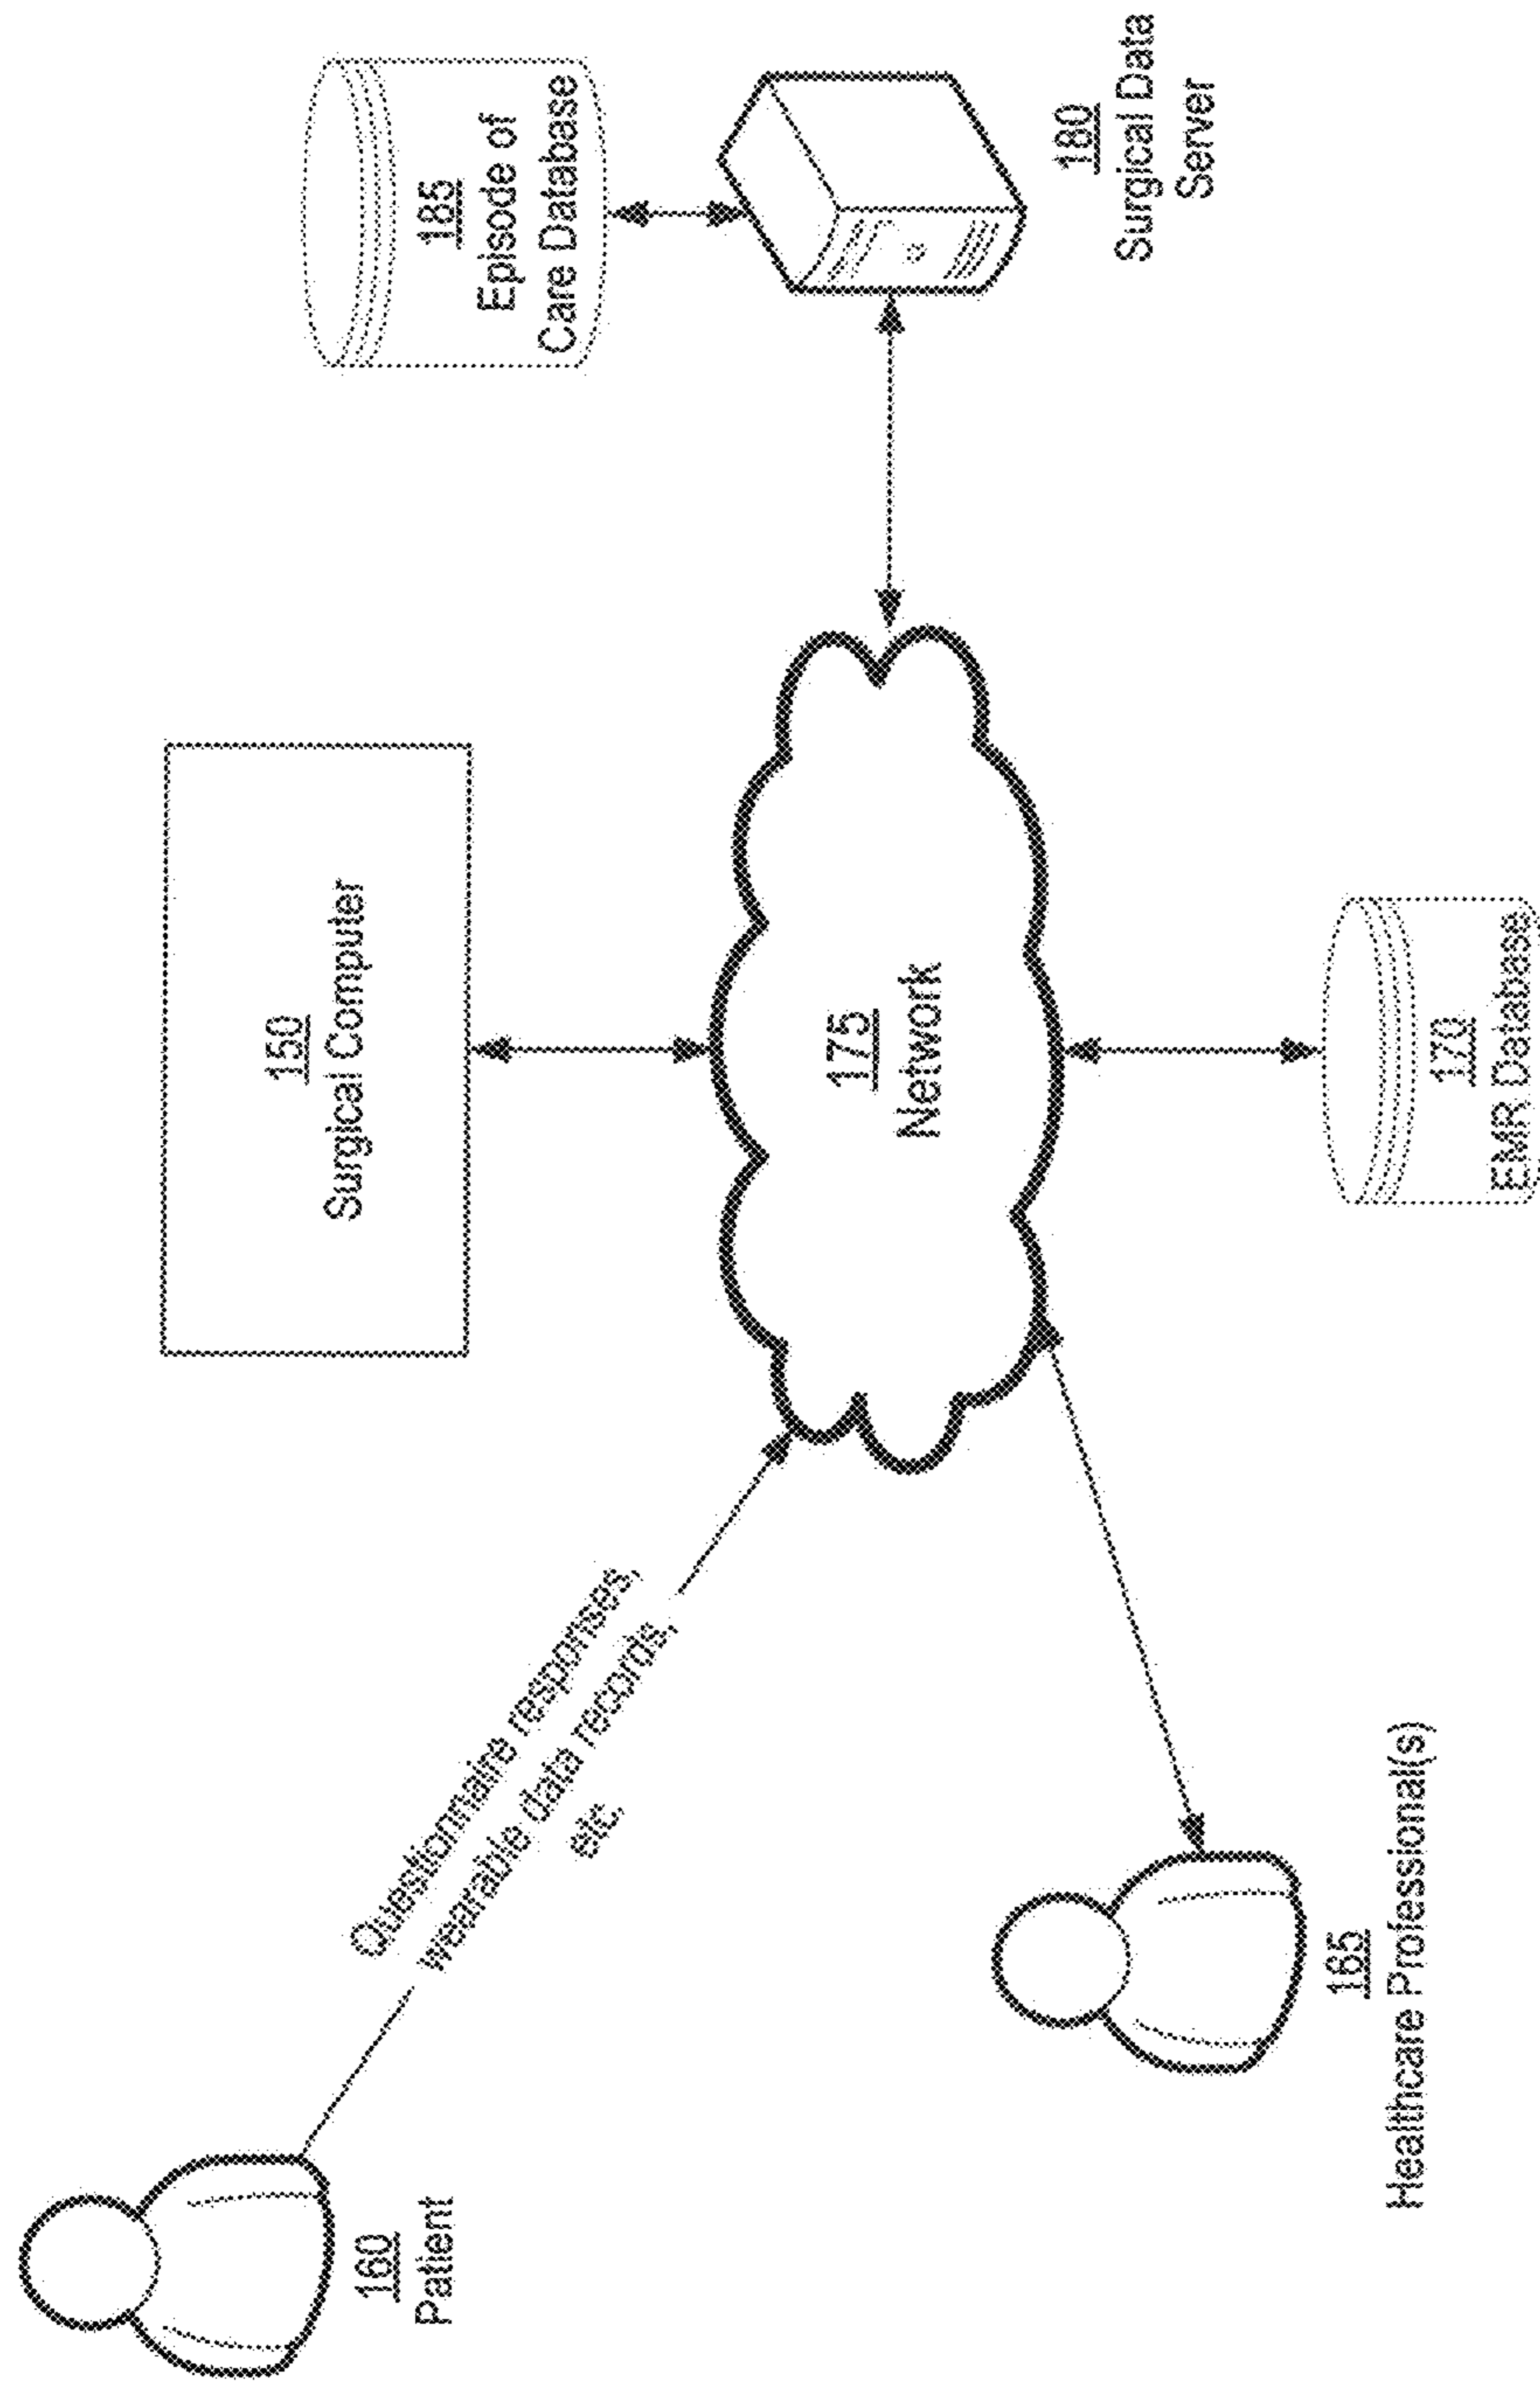 150
Surgical Computer
185
Episode of
Care Database
160
Patient
Questionnaire responses,
wearable data records,
etc.
175
Network
180
Surgical Data
Server
165
Healthcare Professional(s)
170
EMR Database